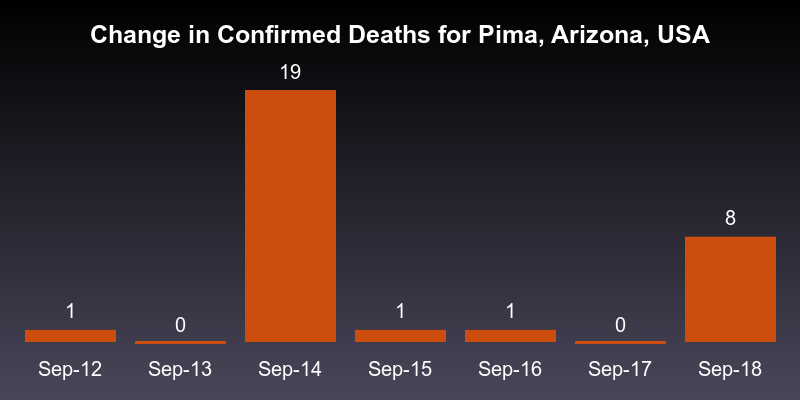 Change in Confirmed Deaths for Pima, Arizona, USA
19
8
1
0
1
1
0
Sep-12
Sep-13
Sep-14
Sep-15
Sep-16
Sep-17
Sep-18